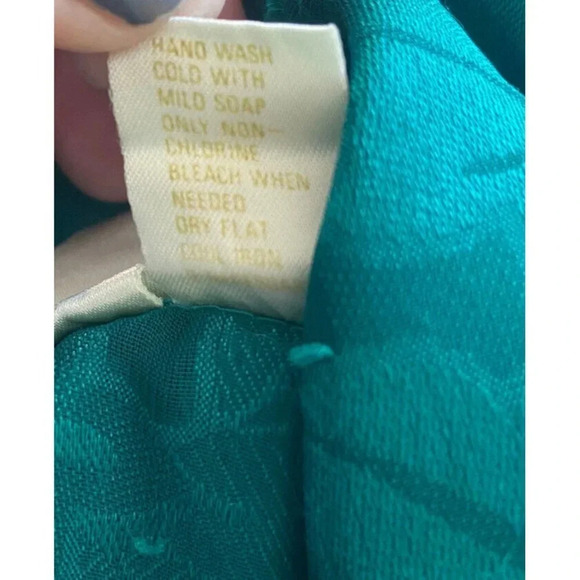 HAND WASH
COLD WITH
MILD SOAP
ONLY NON-
CHLORINE
BLEACH WHEN
NEEDED
DRY FLAT
COOL IRON